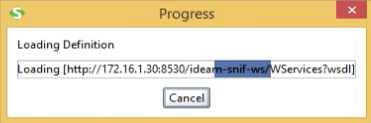 Progress
Loading Definition
Loading [http://172.16.1.30:8530/ideam-snif-ws/WServices?wsdl]
Cancel